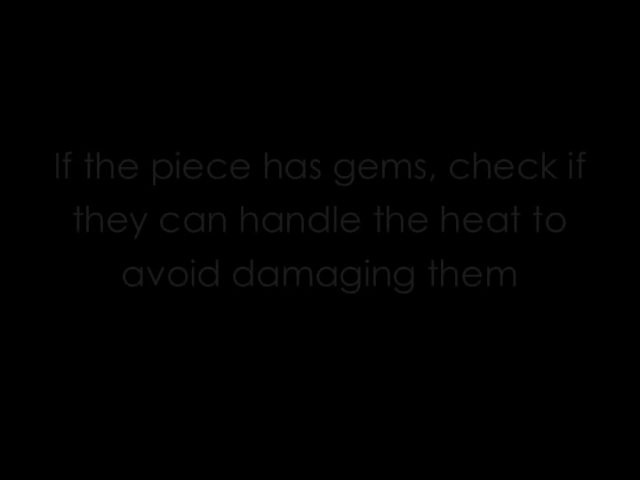 If the piece has gems, check if
they can handle the heat to
avoid damaging them